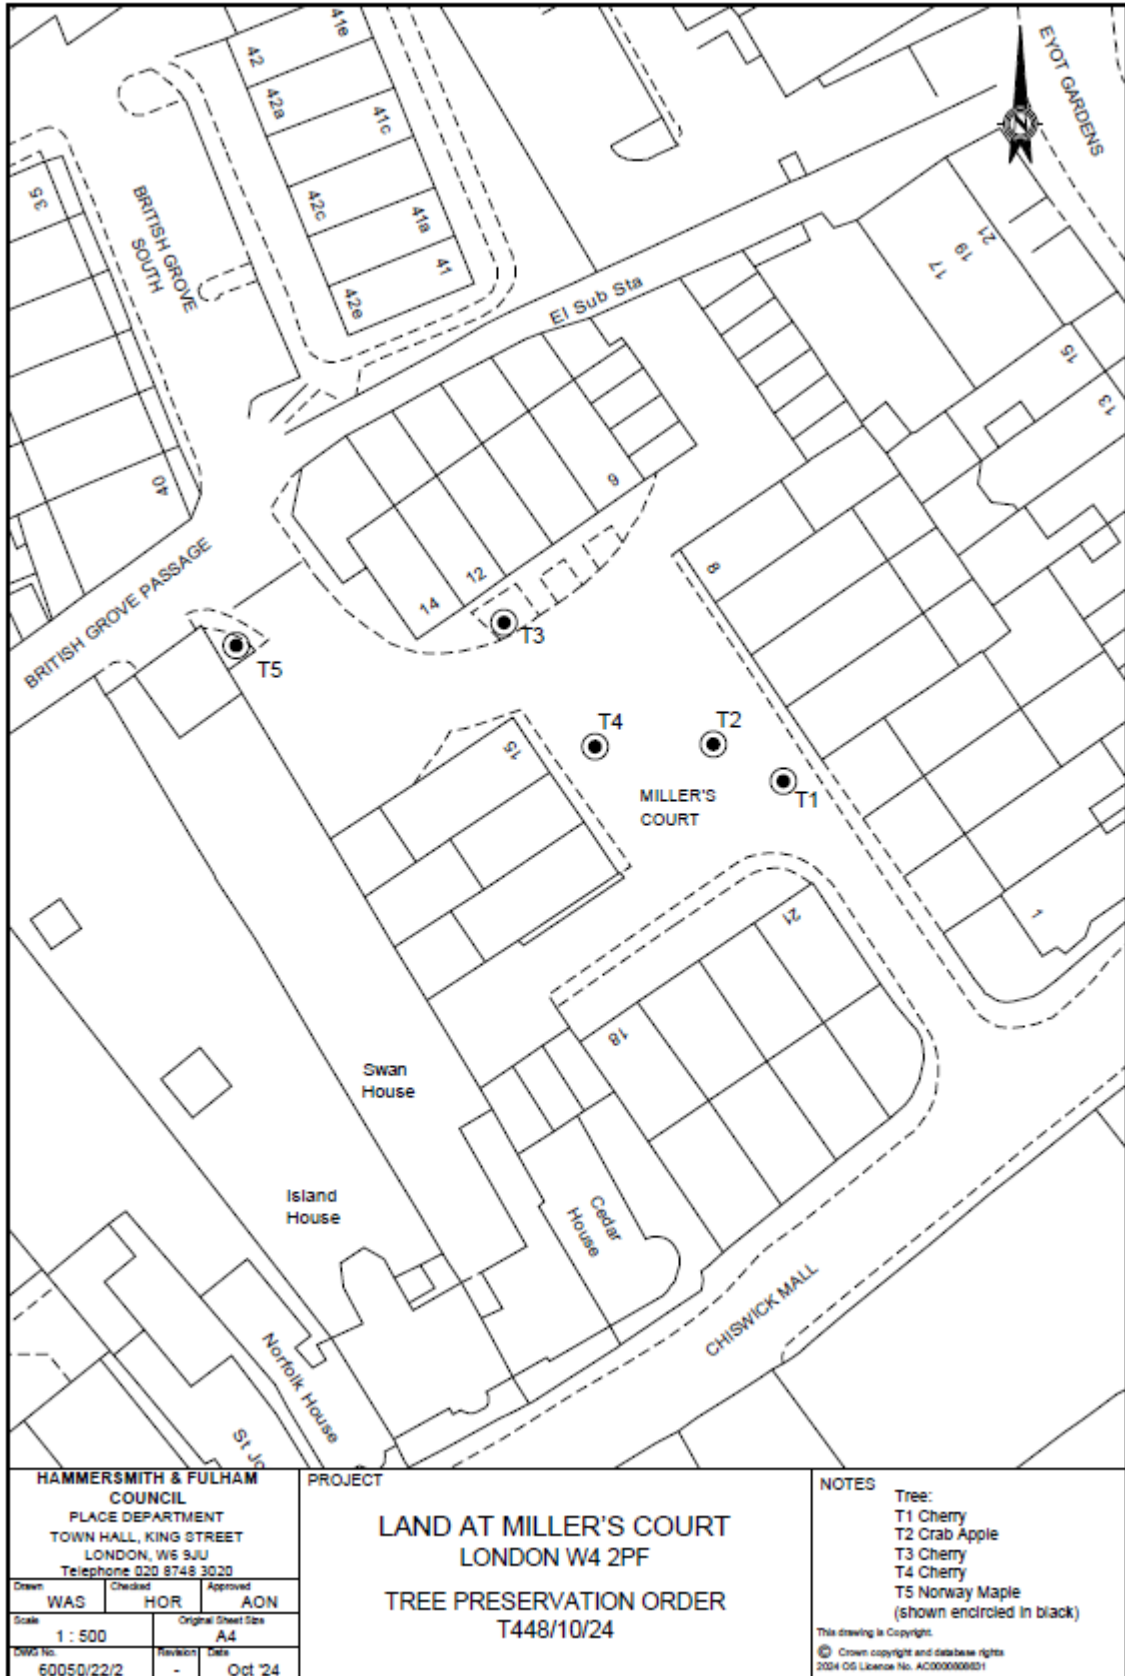 EYOT GARDENS
41e
42
42a
41c
42c
41a
41
42e
35
BRITISH GROVE
SOUTH
El Sub Sta
21
19
17
15
13
40
9
8
BRITISH GROVE PASSAGE
12
14
T3
T5
T4
T2
15
T1
MILLER'S
COURT
21
1
18
Swan
House
Island
House
Cedar
House
CHISWICK MALL
Norfolk House
St Jo
HAMMERSMITH & FULHAM
COUNCIL
PLACE DEPARTMENT
TOWN HALL, KING STREET
LONDON, W6 9JU
Telephone 020 8748 3020
Drawn
WAS
Checked
HOR
Approved
AON
Scale
1 : 500
Original Sheet Size
A4
DWG No.
60050/22/2
Revision
-
Date
Oct '24
PROJECT
LAND AT MILLER'S COURT
LONDON W4 2PF
TREE PRESERVATION ORDER
T448/10/24
NOTES
Tree:
T1 Cherry
T2 Crab Apple
T3 Cherry
T4 Cherry
T5 Norway Maple
(shown encircled in black)
This drawing is Copyright.
© Crown copyright and database rights
2024 OS Licence No.